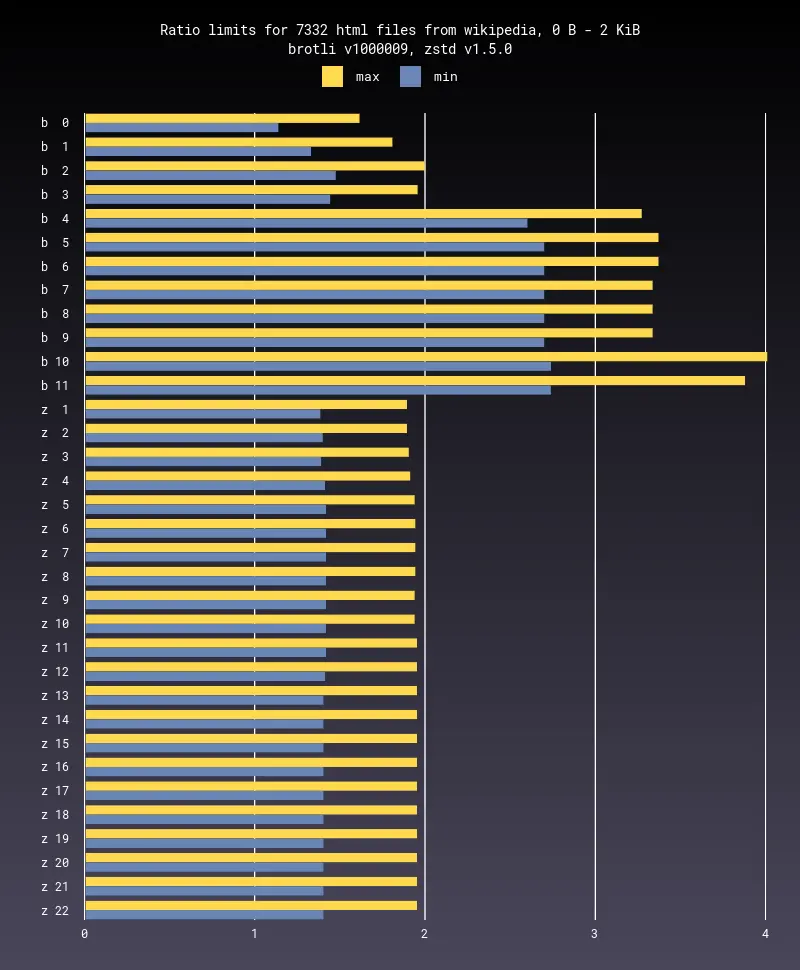 Ratio limits for 7332 html files from wikipedia, 0 B - 2 KiB
brotli v1000009, zstd v1.5.0
max min
b 0
b 1
b 2
b 3
b 4
b 5
b 6
b 7
b 8
b 9
b 10
b 11
z 1
z 2
z 3
z 4
z 5
z 6
z 7
z 8
z 9
z 10
z 11
z 12
z 13
z 14
z 15
z 16
z 17
z 18
z 19
z 20
z 21
z 22
0 1 2 3 4